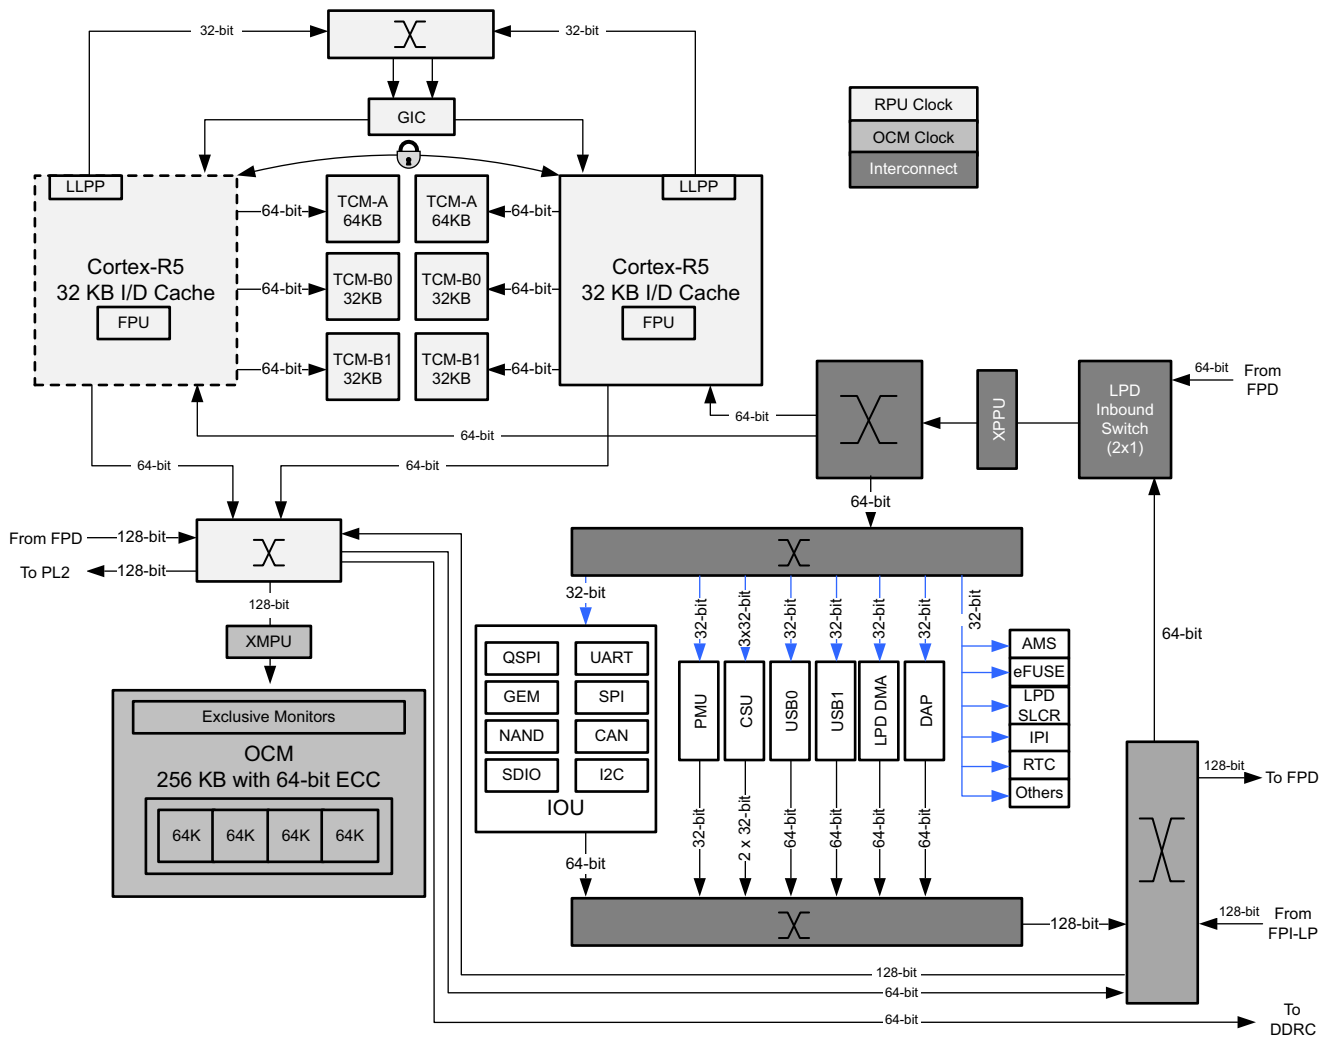 32-bit
32-bit
GIC
RPU Clock
OCM Clock
Interconnect
LLPP
LLPP
64-bit
TCM-A
64KB
TCM-A
64KB
64-bit
Cortex-R5
32 KB I/D Cache
FPU
64-bit
TCM-B0
32KB
TCM-B0
32KB
64-bit
Cortex-R5
32 KB I/D Cache
FPU
64-bit
TCM-B1
32KB
TCM-B1
32KB
64-bit
64-bit
64-bit
XPPU
LPD
Inbound
Switch
(2x1)
64-bit
From
FPD
64-bit
64-bit
64-bit
From FPD
128-bit
To PL2
128-bit
128-bit
XMPU
Exclusive Monitors
OCM
256 KB with 64-bit ECC
64K
64K
64K
64K
32-bit
32-bit
3x32-bit
32-bit
32-bit
32-bit
32-bit
32-bit
QSPI
UART
GEM
SPI
NAND
CAN
SDIO
I2C
IOU
PMU
CSU
USB0
USB1
LPD DMA
DAP
AMS
eFUSE
LPD
SLCR
IPI
RTC
Others
64-bit
64-bit
32-bit
2 x 32-bit
64-bit
64-bit
64-bit
64-bit
128-bit
To FPD
128-bit
128-bit
From
FPI-LP
128-bit
64-bit
64-bit
To
DDRC